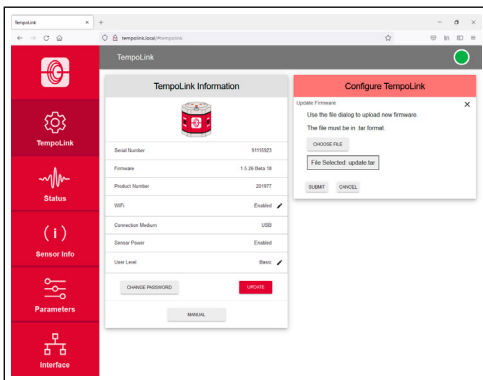 TempoLink
tempolink.local/#tempolink
TempoLink
TempoLink
Status
Sensor Info
Parameters
Interface
TempoLink Information
Serial Number 91115923
Firmware 1.5.26 Beta 18
Product Number 201977
WiFi Enabled
Connection Medium USB
Sensor Power Enabled
User Level Basic
CHANGE PASSWORD UPDATE
MANUAL
Configure TempoLink
Update Firmware
Use the file dialog to upload new firmware.
The file must be in .tar format.
CHOOSE FILE
File Selected: update.tar
SUBMIT CANCEL